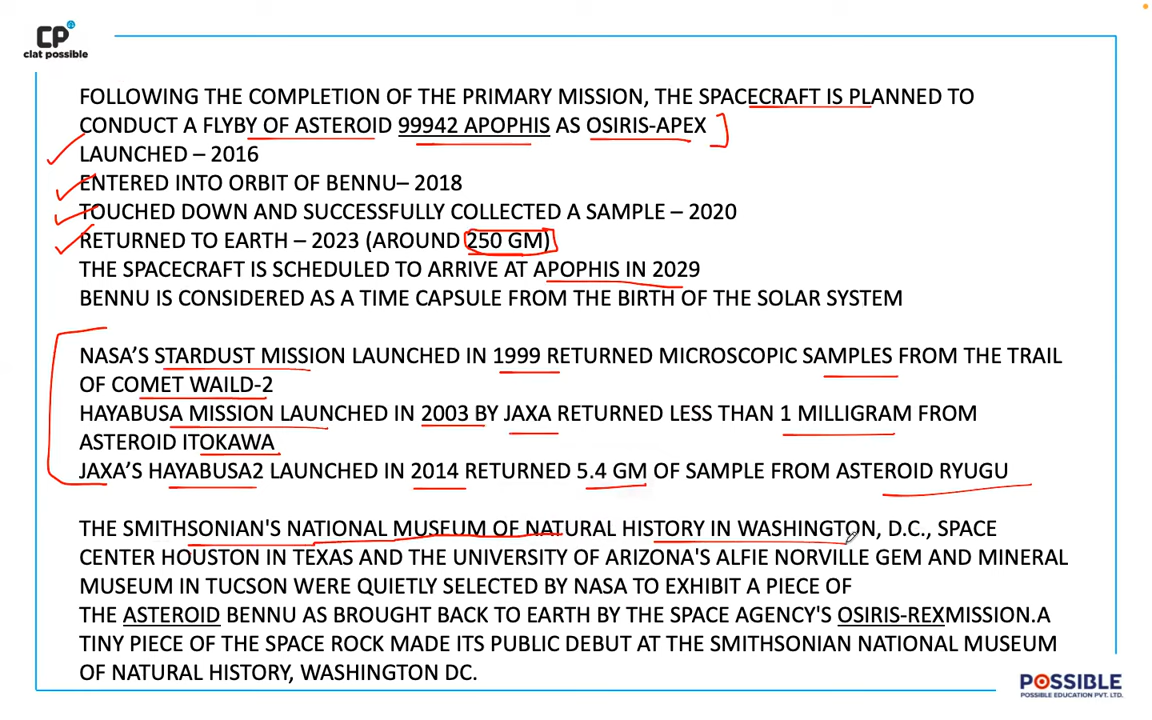 CP
clat possible
FOLLOWING THE COMPLETION OF THE PRIMARY MISSION, THE SPACECRAFT IS PLANNED TO
CONDUCT A FLYBY OF ASTEROID 99942 APOPHIS AS OSIRIS-APEX
LAUNCHED – 2016
ENTERED INTO ORBIT OF BENNU– 2018
TOUCHED DOWN AND SUCCESSFULLY COLLECTED A SAMPLE – 2020
RETURNED TO EARTH – 2023 (AROUND 250 GM)
THE SPACECRAFT IS SCHEDULED TO ARRIVE AT APOPHIS IN 2029
BENNU IS CONSIDERED AS A TIME CAPSULE FROM THE BIRTH OF THE SOLAR SYSTEM
NASA'S STARDUST MISSION LAUNCHED IN 1999 RETURNED MICROSCOPIC SAMPLES FROM THE TRAIL
OF COMET WAILD-2
HAYABUSA MISSION LAUNCHED IN 2003 BY JAXA RETURNED LESS THAN 1 MILLIGRAM FROM
ASTEROID ITOKAWA
JAXA'S HAYABUSA2 LAUNCHED IN 2014 RETURNED 5.4 GM OF SAMPLE FROM ASTEROID RYUGU
THE SMITHSONIAN'S NATIONAL MUSEUM OF NATURAL HISTORY IN WASHINGTON, D.C., SPACE
CENTER HOUSTON IN TEXAS AND THE UNIVERSITY OF ARIZONA'S ALFIE NORVILLE GEM AND MINERAL
MUSEUM IN TUCSON WERE QUIETLY SELECTED BY NASA TO EXHIBIT A PIECE OF
THE ASTEROID BENNU AS BROUGHT BACK TO EARTH BY THE SPACE AGENCY'S OSIRIS-REXMISSION.A
TINY PIECE OF THE SPACE ROCK MADE ITS PUBLIC DEBUT AT THE SMITHSONIAN NATIONAL MUSEUM
OF NATURAL HISTORY, WASHINGTON DC.
POSSIBLE
POSSIBLE EDUCATION PVT. LTD.